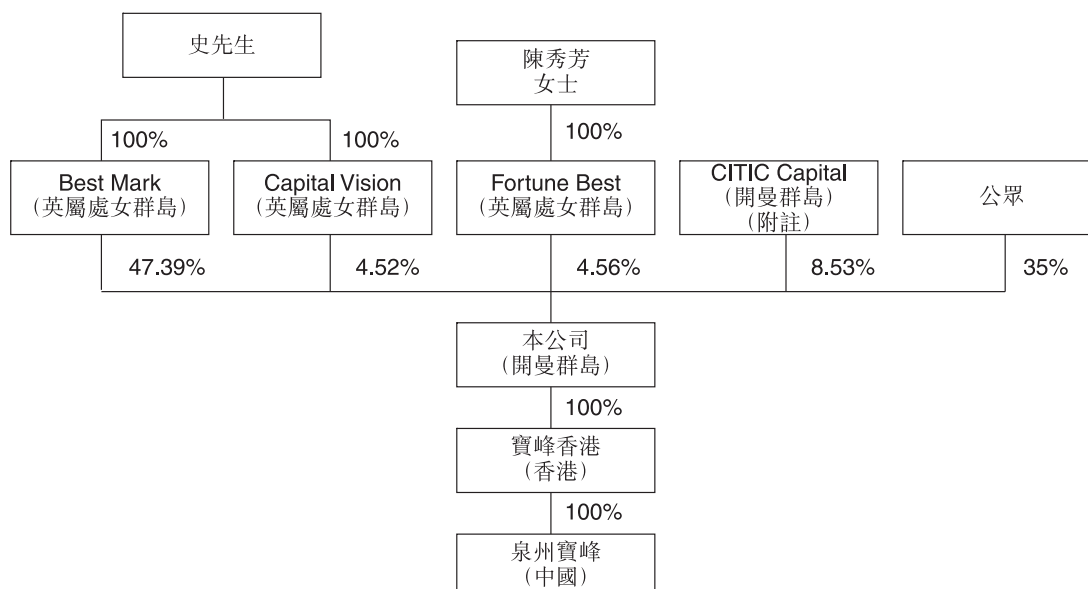 史先生
陳秀芳
女士
100%
100%
100%
Best Mark
（英屬處女群島）
Capital Vision
（英屬處女群島）
Fortune Best
（英屬處女群島）
CITIC Capital
（開曼群島）
（附註）
公眾
47.39%
4.52%
4.56%
8.53%
35%
本公司
（開曼群島）
100%
寶峰香港
（香港）
100%
泉州寶峰
（中國）